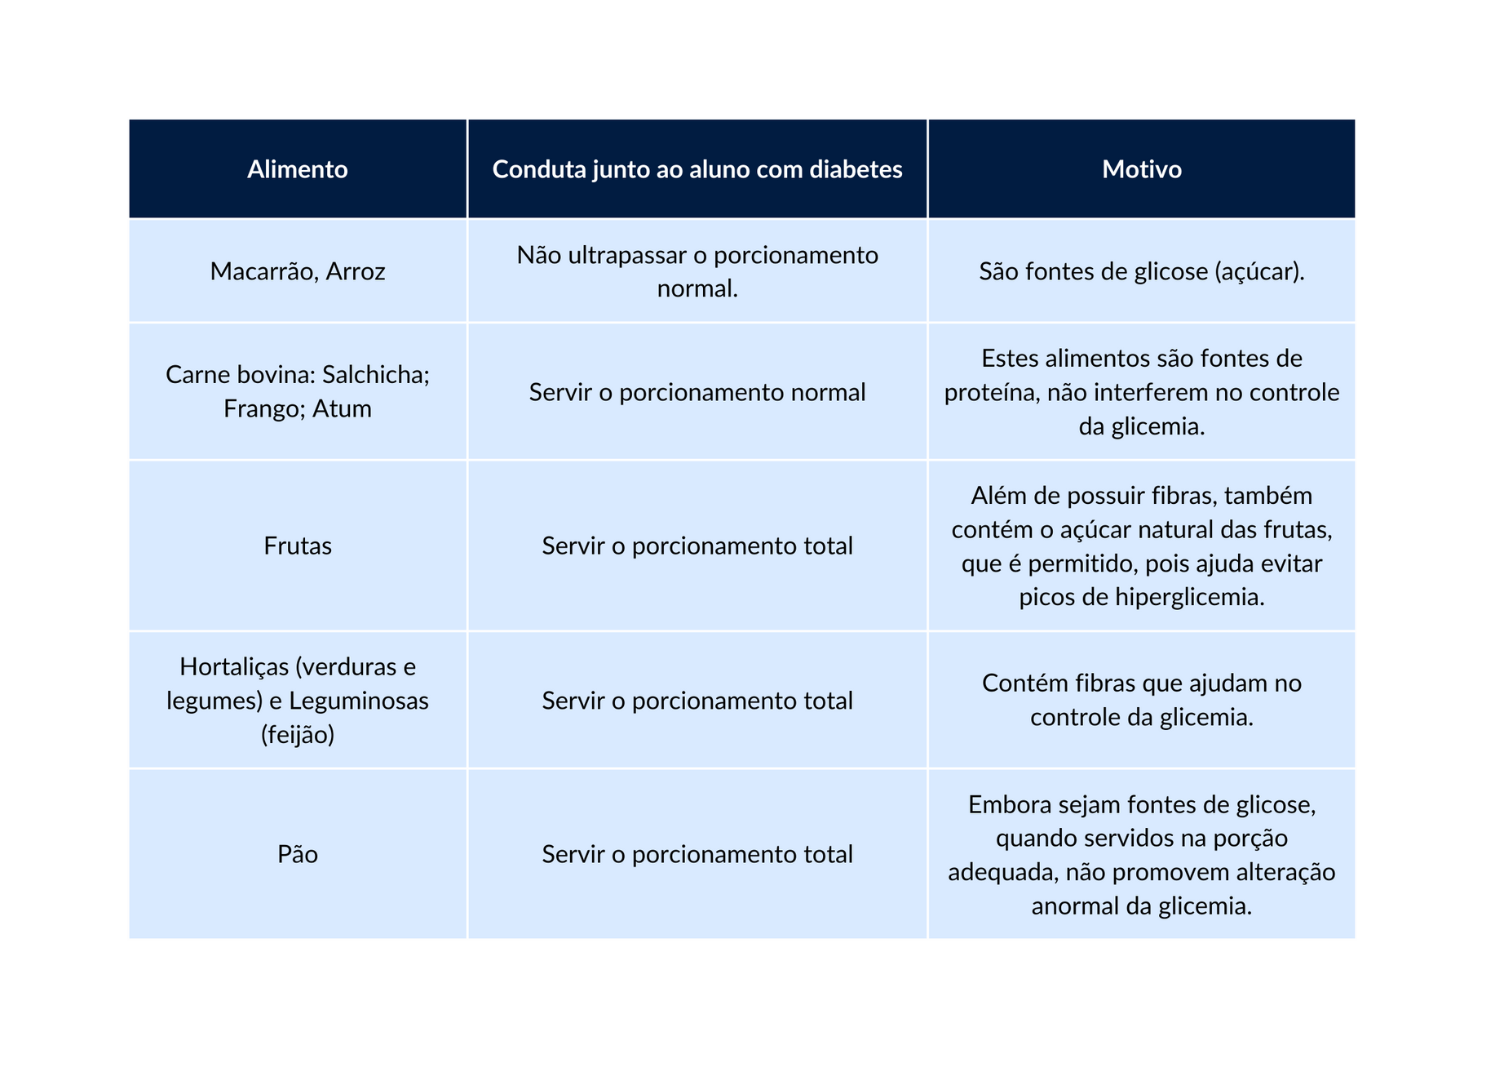 Alimento
Conduta junto ao aluno com diabetes
Motivo
Macarrão, Arroz
Não ultrapassar o porcionamento
normal.
São fontes de glicose (açúcar).
Carne bovina: Salchicha;
Frango; Atum
Servir o porcionamento normal
Estes alimentos são fontes de
proteína, não interferem no controle
da glicemia.
Frutas
Servir o porcionamento total
Além de possuir fibras, também
contém o açúcar natural das frutas,
que é permitido, pois ajuda evitar
picos de hiperglicemia.
Hortaliças (verduras e
legumes) e Leguminosas
(feijão)
Servir o porcionamento total
Contém fibras que ajudam no
controle da glicemia.
Pão
Servir o porcionamento total
Embora sejam fontes de glicose,
quando servidos na porção
adequada, não promovem alteração
anormal da glicemia.